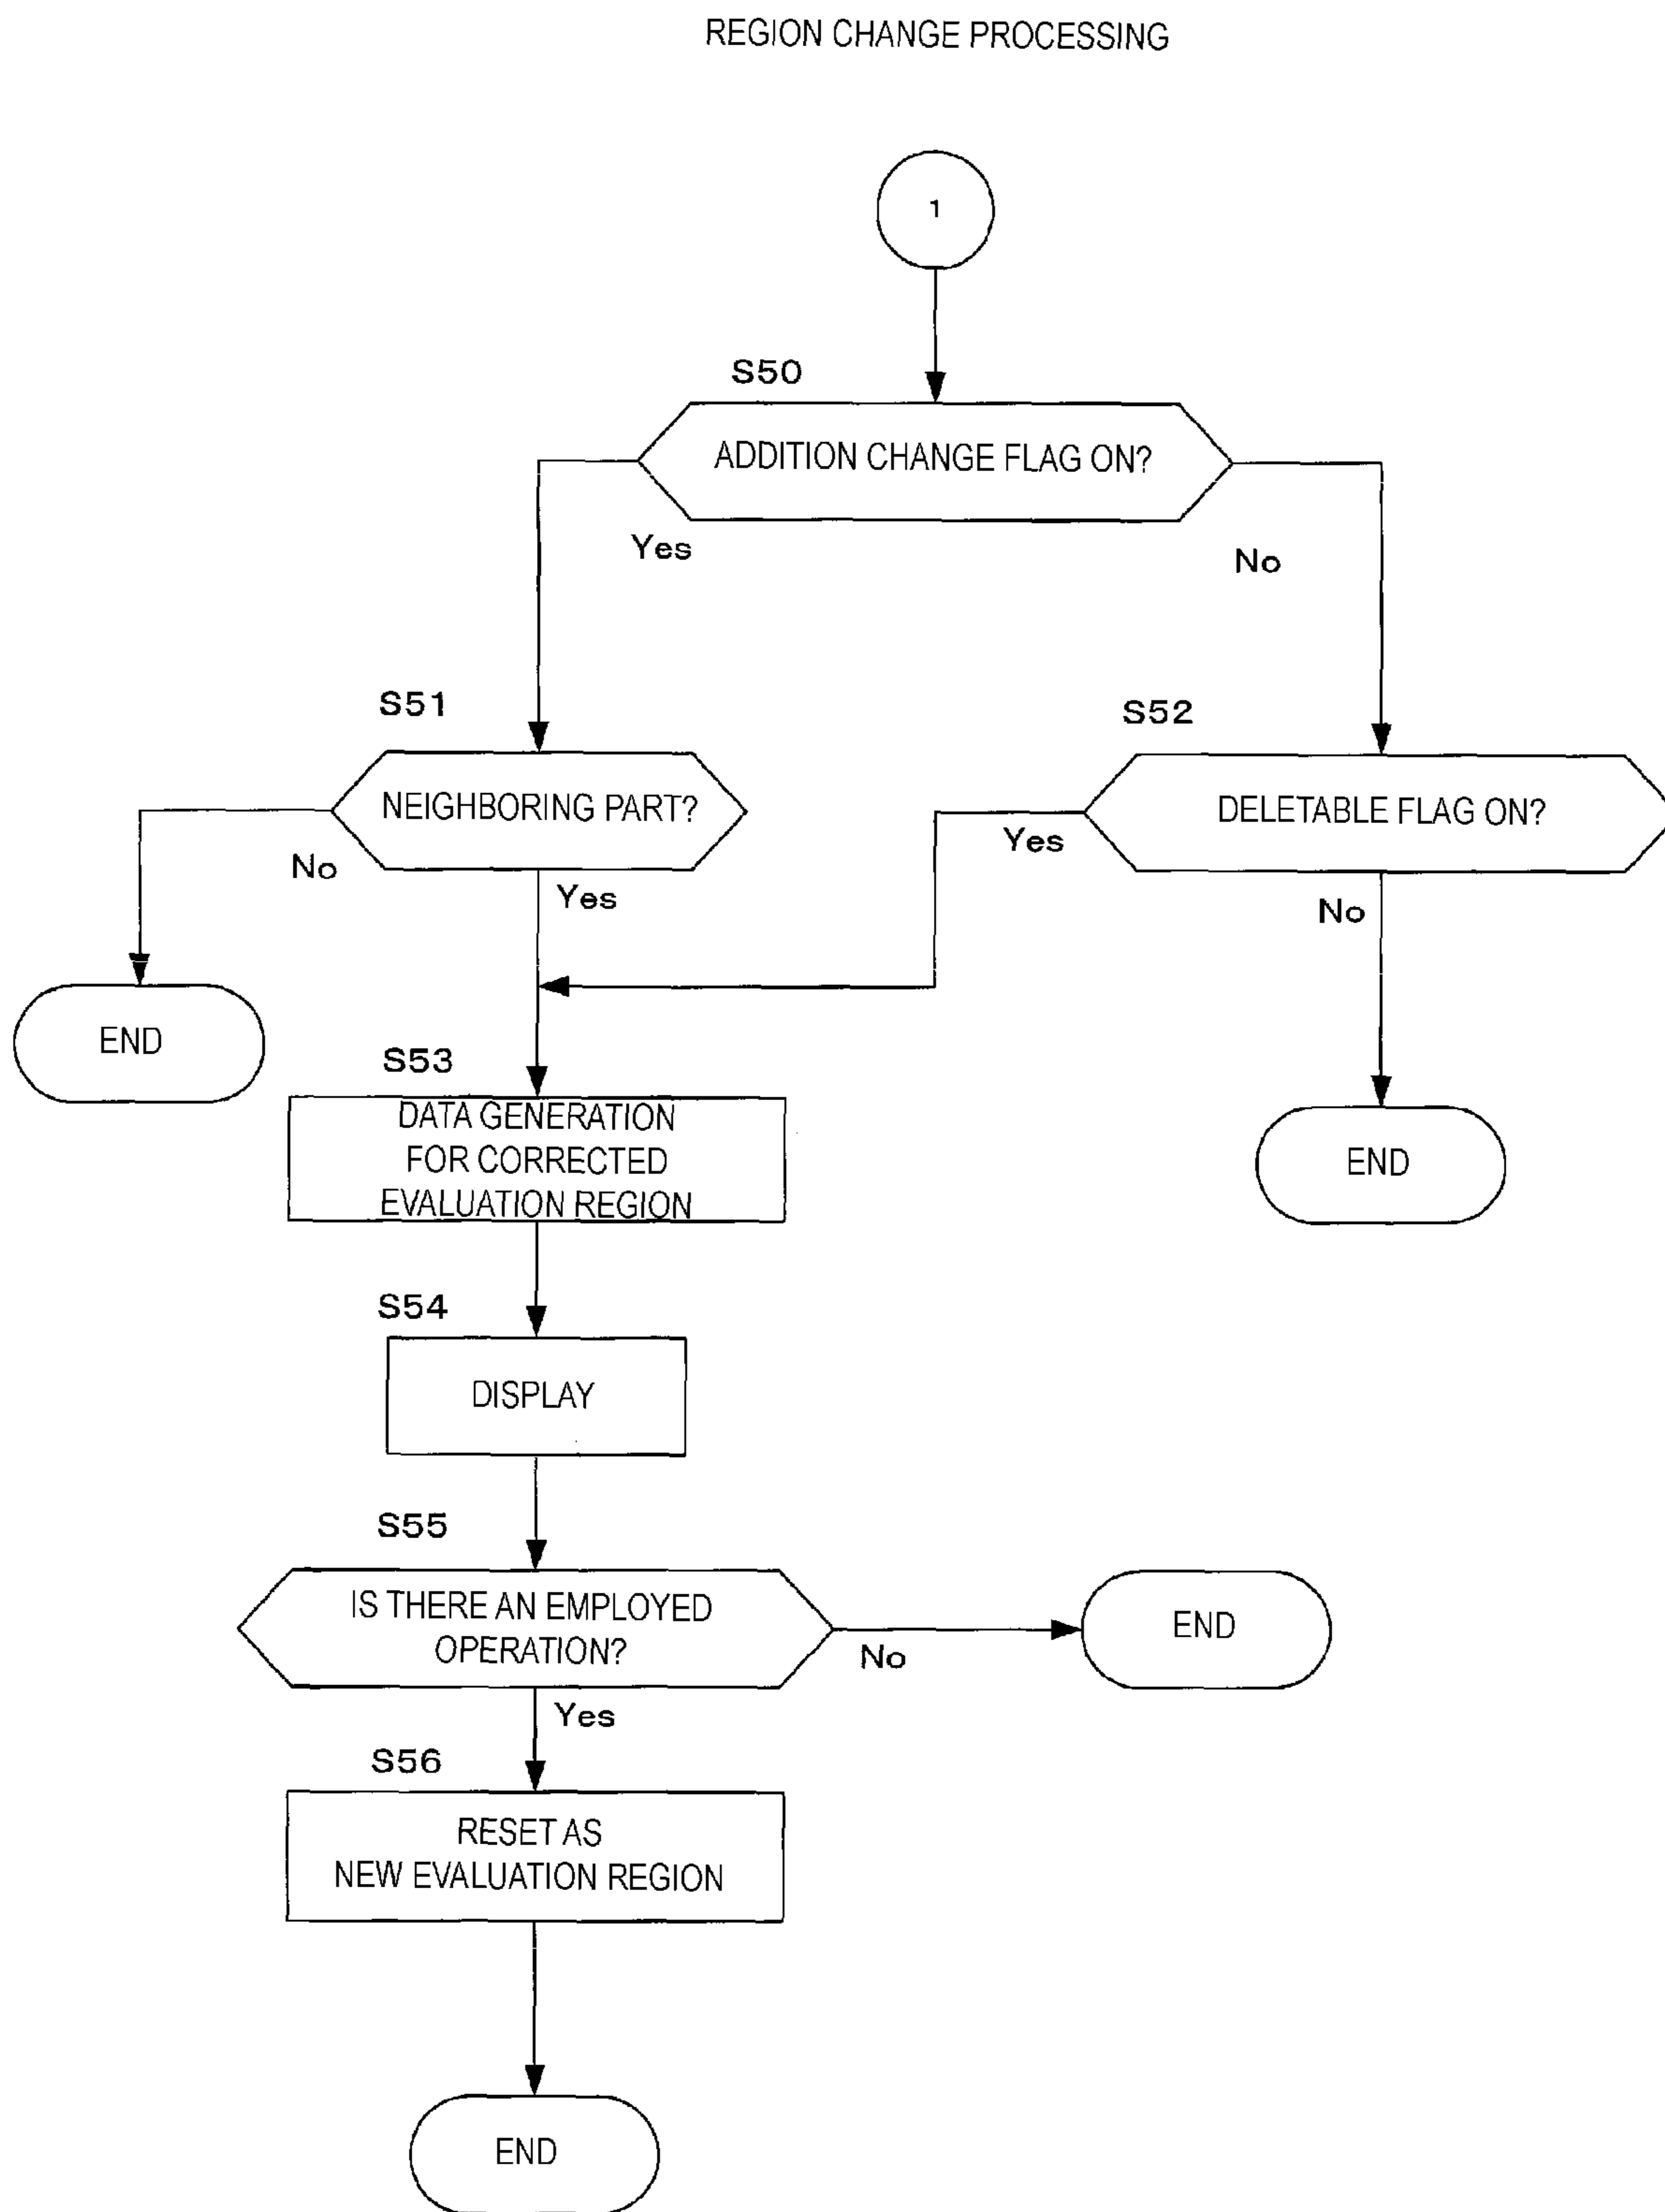 REGION CHANGE PROCESSING
1
S50
ADDITION CHANGE FLAG ON?
Yes
No
S51
NEIGHBORING PART?
No
Yes
S52
DELETABLE FLAG ON?
Yes
No
END
END
S53
DATA GENERATION
FOR CORRECTED
EVALUATION REGION
S54
DISPLAY
S55
IS THERE AN EMPLOYED
OPERATION?
No
END
Yes
S56
RESET AS
NEW EVALUATION REGION
END